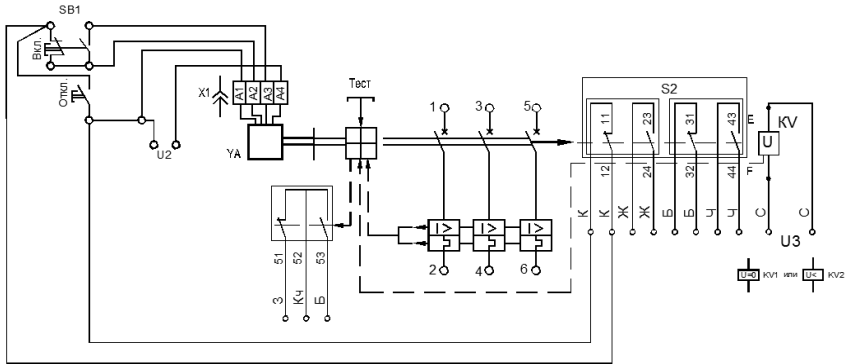 SB1
Вкл.
Откл.
U2
X1
A1 A2 A3 A4
YA
Тест
1 3 5
I> I> I>
2 4 6
51 52 53
З Кч Б
S2
11 23 31 43
12 24 32 44
E
F
KV
U
К К Ж Ж Б Б Ч Ч С С
U3
U=0 KV1 или U< KV2